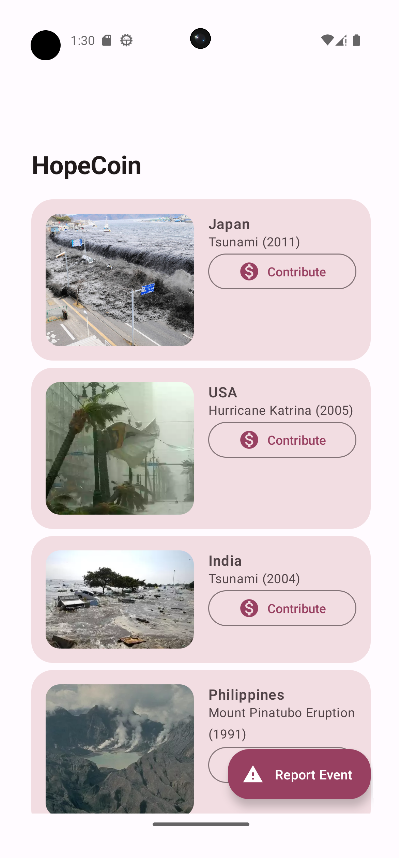 1:30
HopeCoin
Japan
Tsunami (2011)
Contribute
USA
Hurricane Katrina (2005)
Contribute
India
Tsunami (2004)
Contribute
Philippines
Mount Pinatubo Eruption
(1991)
Report Event